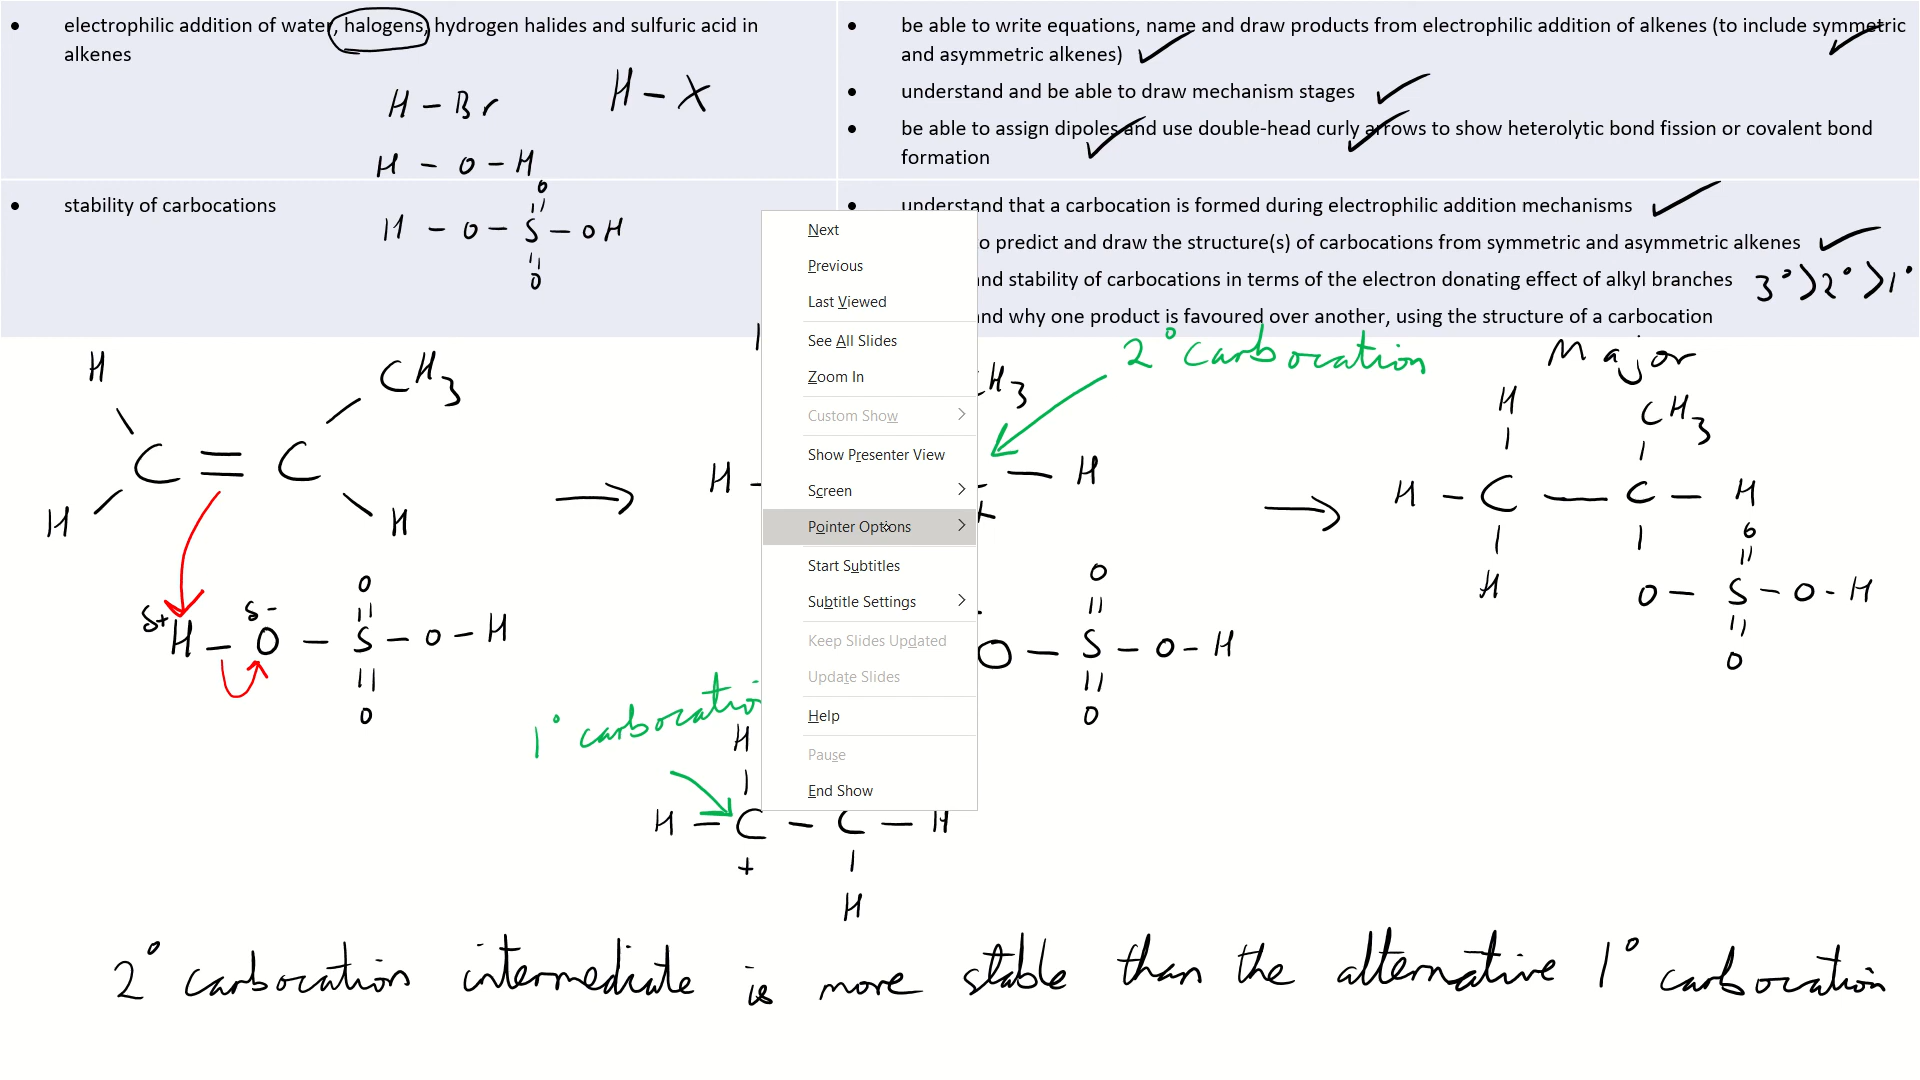 • electrophilic addition of water, halogens, hydrogen halides and sulfuric acid in
alkenes
H – Br
H – X
H – O – H
O
H – O – S – OH
O
• stability of carbocations
• be able to write equations, name and draw products from electrophilic addition of alkenes (to include symmetric
and asymmetric alkenes) ✓ ✓
• understand and be able to draw mechanism stages ✓
• be able to assign dipoles and use double-head curly arrows to show heterolytic bond fission or covalent bond
formation
• understand that a carbocation is formed during electrophilic addition mechanisms ✓
o predict and draw the structure(s) of carbocations from symmetric and asymmetric alkenes ✓
nd stability of carbocations in terms of the electron donating effect of alkyl branches 3° > 2° > 1°
nd why one product is favoured over another, using the structure of a carbocation
Next
Previous
Last Viewed
See All Slides
Zoom In
Custom Show
Show Presenter View
Screen
Pointer Options
Start Subtitles
Subtitle Settings
Keep Slides Updated
Update Slides
Help
Pause
End Show
H CH3
C = C
H H
→
δ+ δ-
O
H – O – S – O – H
O
H3
H – – H
+
2° carbocation
O
O – S – O – H
O
1° carbocatio
H
H – C – C – H
+
H
→
Major
H CH3
H – C – C – H
H
O
O – S – O – H
O
2° carbocation intermediate is more stable than the alternative 1° carbocation